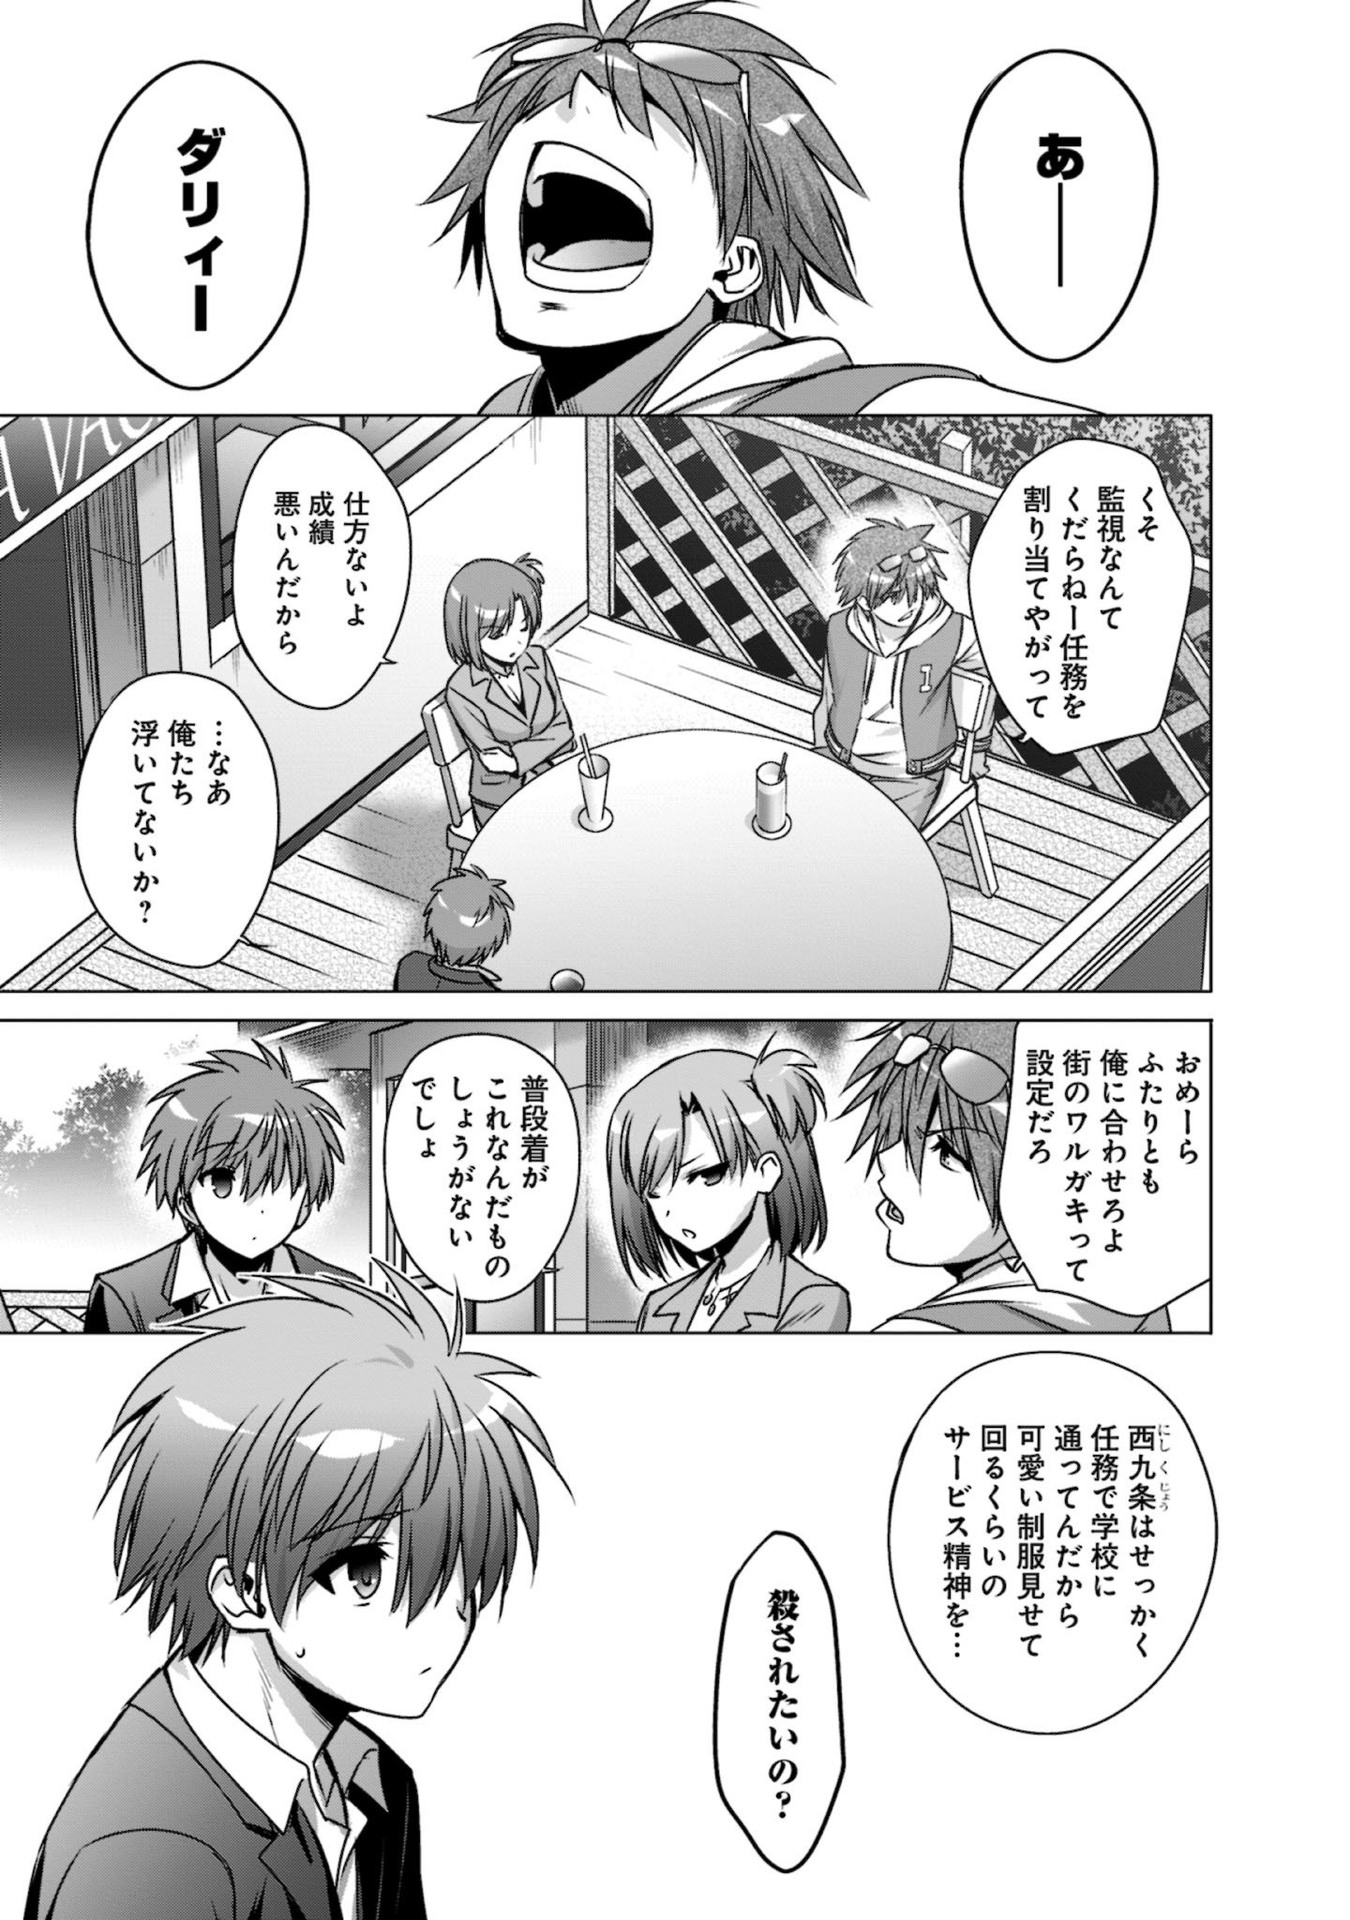 あー
ダリィー
くそ
監視なんて
くだらねー任務を
割り当てやがって
仕方ないよ
成績
悪いんだから
…なあ
俺たち
浮いてないか？
おめーら
ふたりとも
俺に合わせろよ
街のワルガキって
設定だろ
普段着が
これなんだもの
しょうがない
でしょ
西九条はせっかく
にしくじょう
任務で学校に
通ってんだから
可愛い制服見せて
回るくらいの
サービス精神を…
殺されたいの？